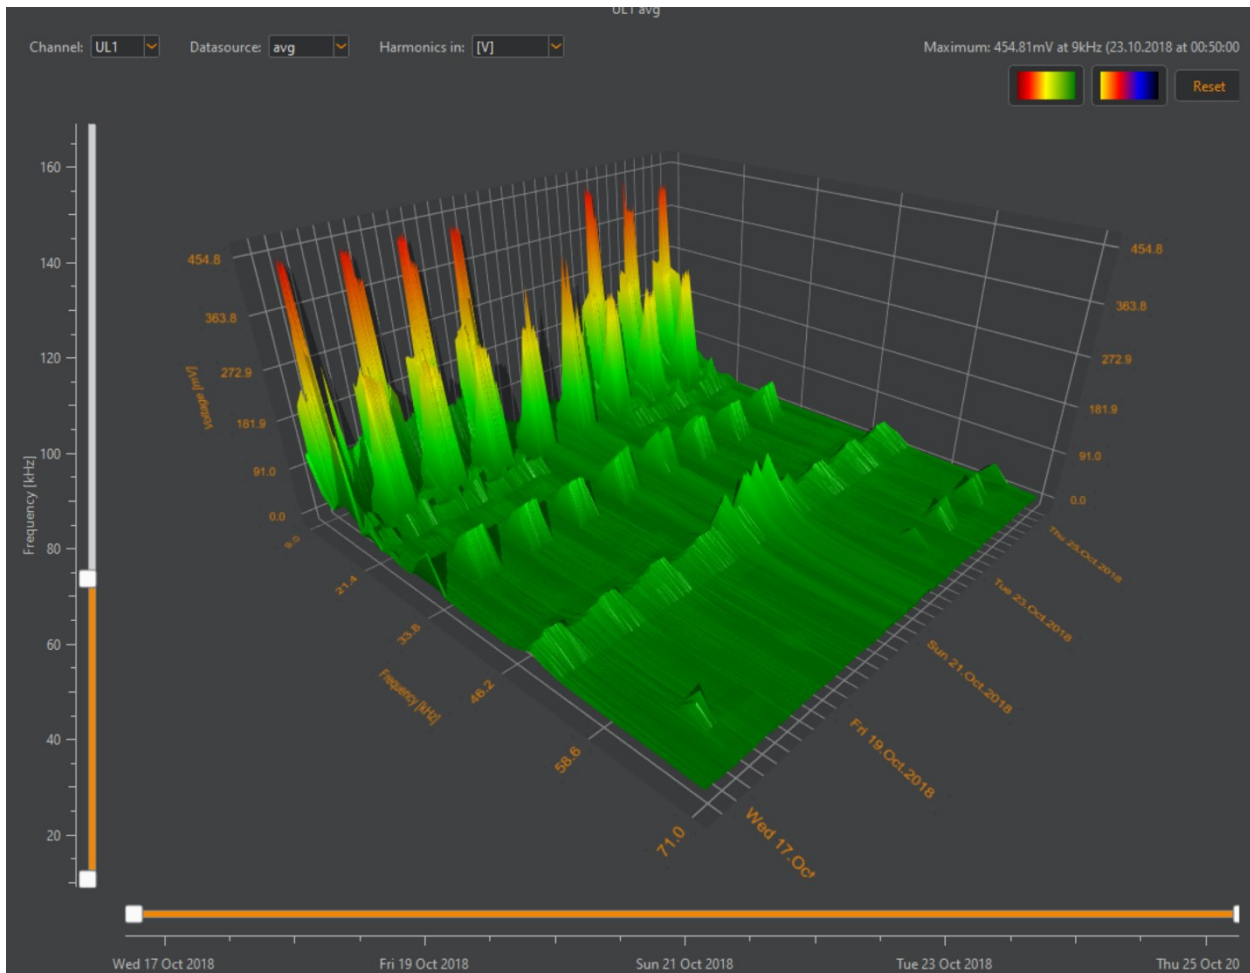 UL1 avg
Channel: UL1 Datasource: avg Harmonics in: [V] Maximum: 454.81mV at 9kHz (23.10.2018 at 00:50:00
Reset
160
140
120
100
80
60
40
20
Frequency [kHz]
454.8
363.8
272.9
181.9
91.0
0.0
Voltage [mV]
454.8
363.8
272.9
181.9
91.0
0.0
9.0
21.4
33.8
46.2
58.6
71.0
Frequency [kHz]
Thu 25.Oct.2018
Tue 23.Oct.2018
Sun 21.Oct.2018
Fri 19.Oct.2018
Wed 17.Oct
Wed 17 Oct 2018 Fri 19 Oct 2018 Sun 21 Oct 2018 Tue 23 Oct 2018 Thu 25 Oct 20